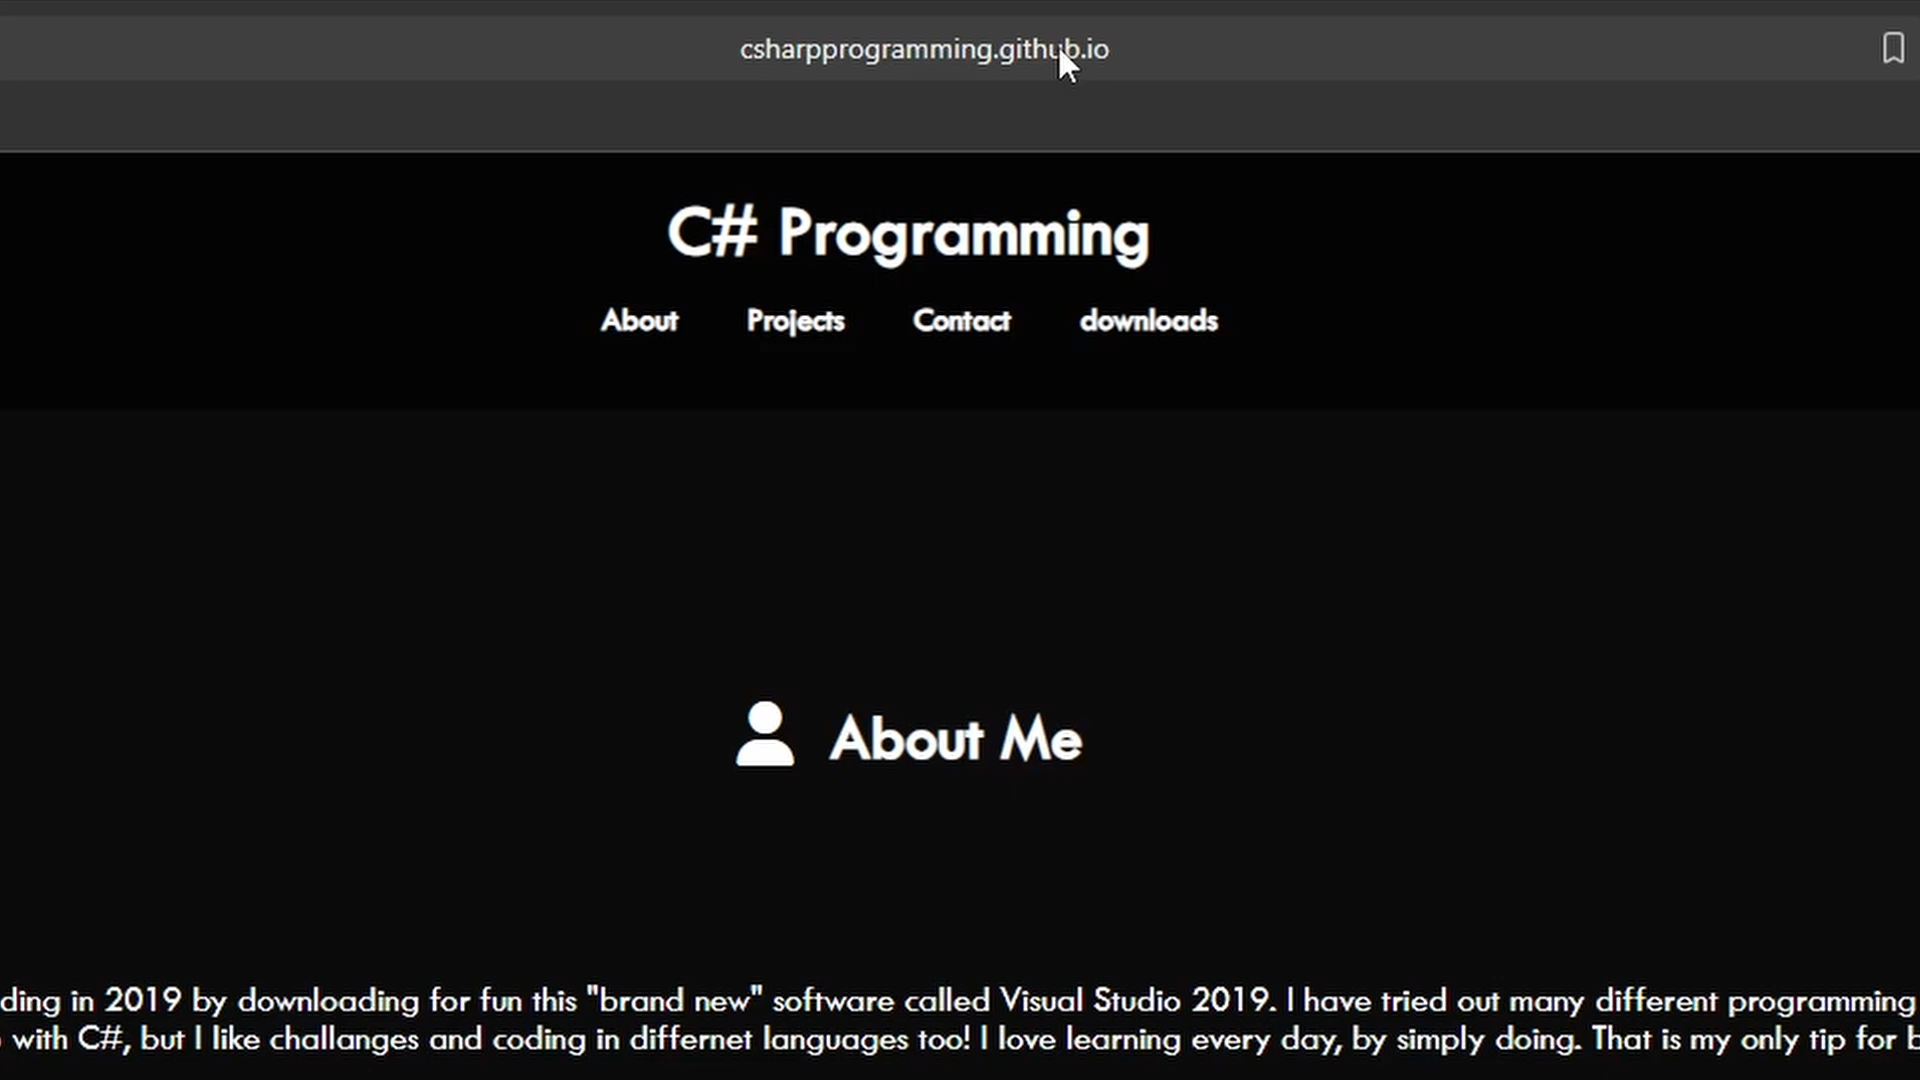 csharpprogramming.github.io
C# Programming
About Projects Contact downloads
About Me
ding in 2019 by downloading for fun this "brand new" software called Visual Studio 2019. I have tried out many different programming
with C#, but I like challanges and coding in differnet languages too! I love learning every day, by simply doing. That is my only tip for